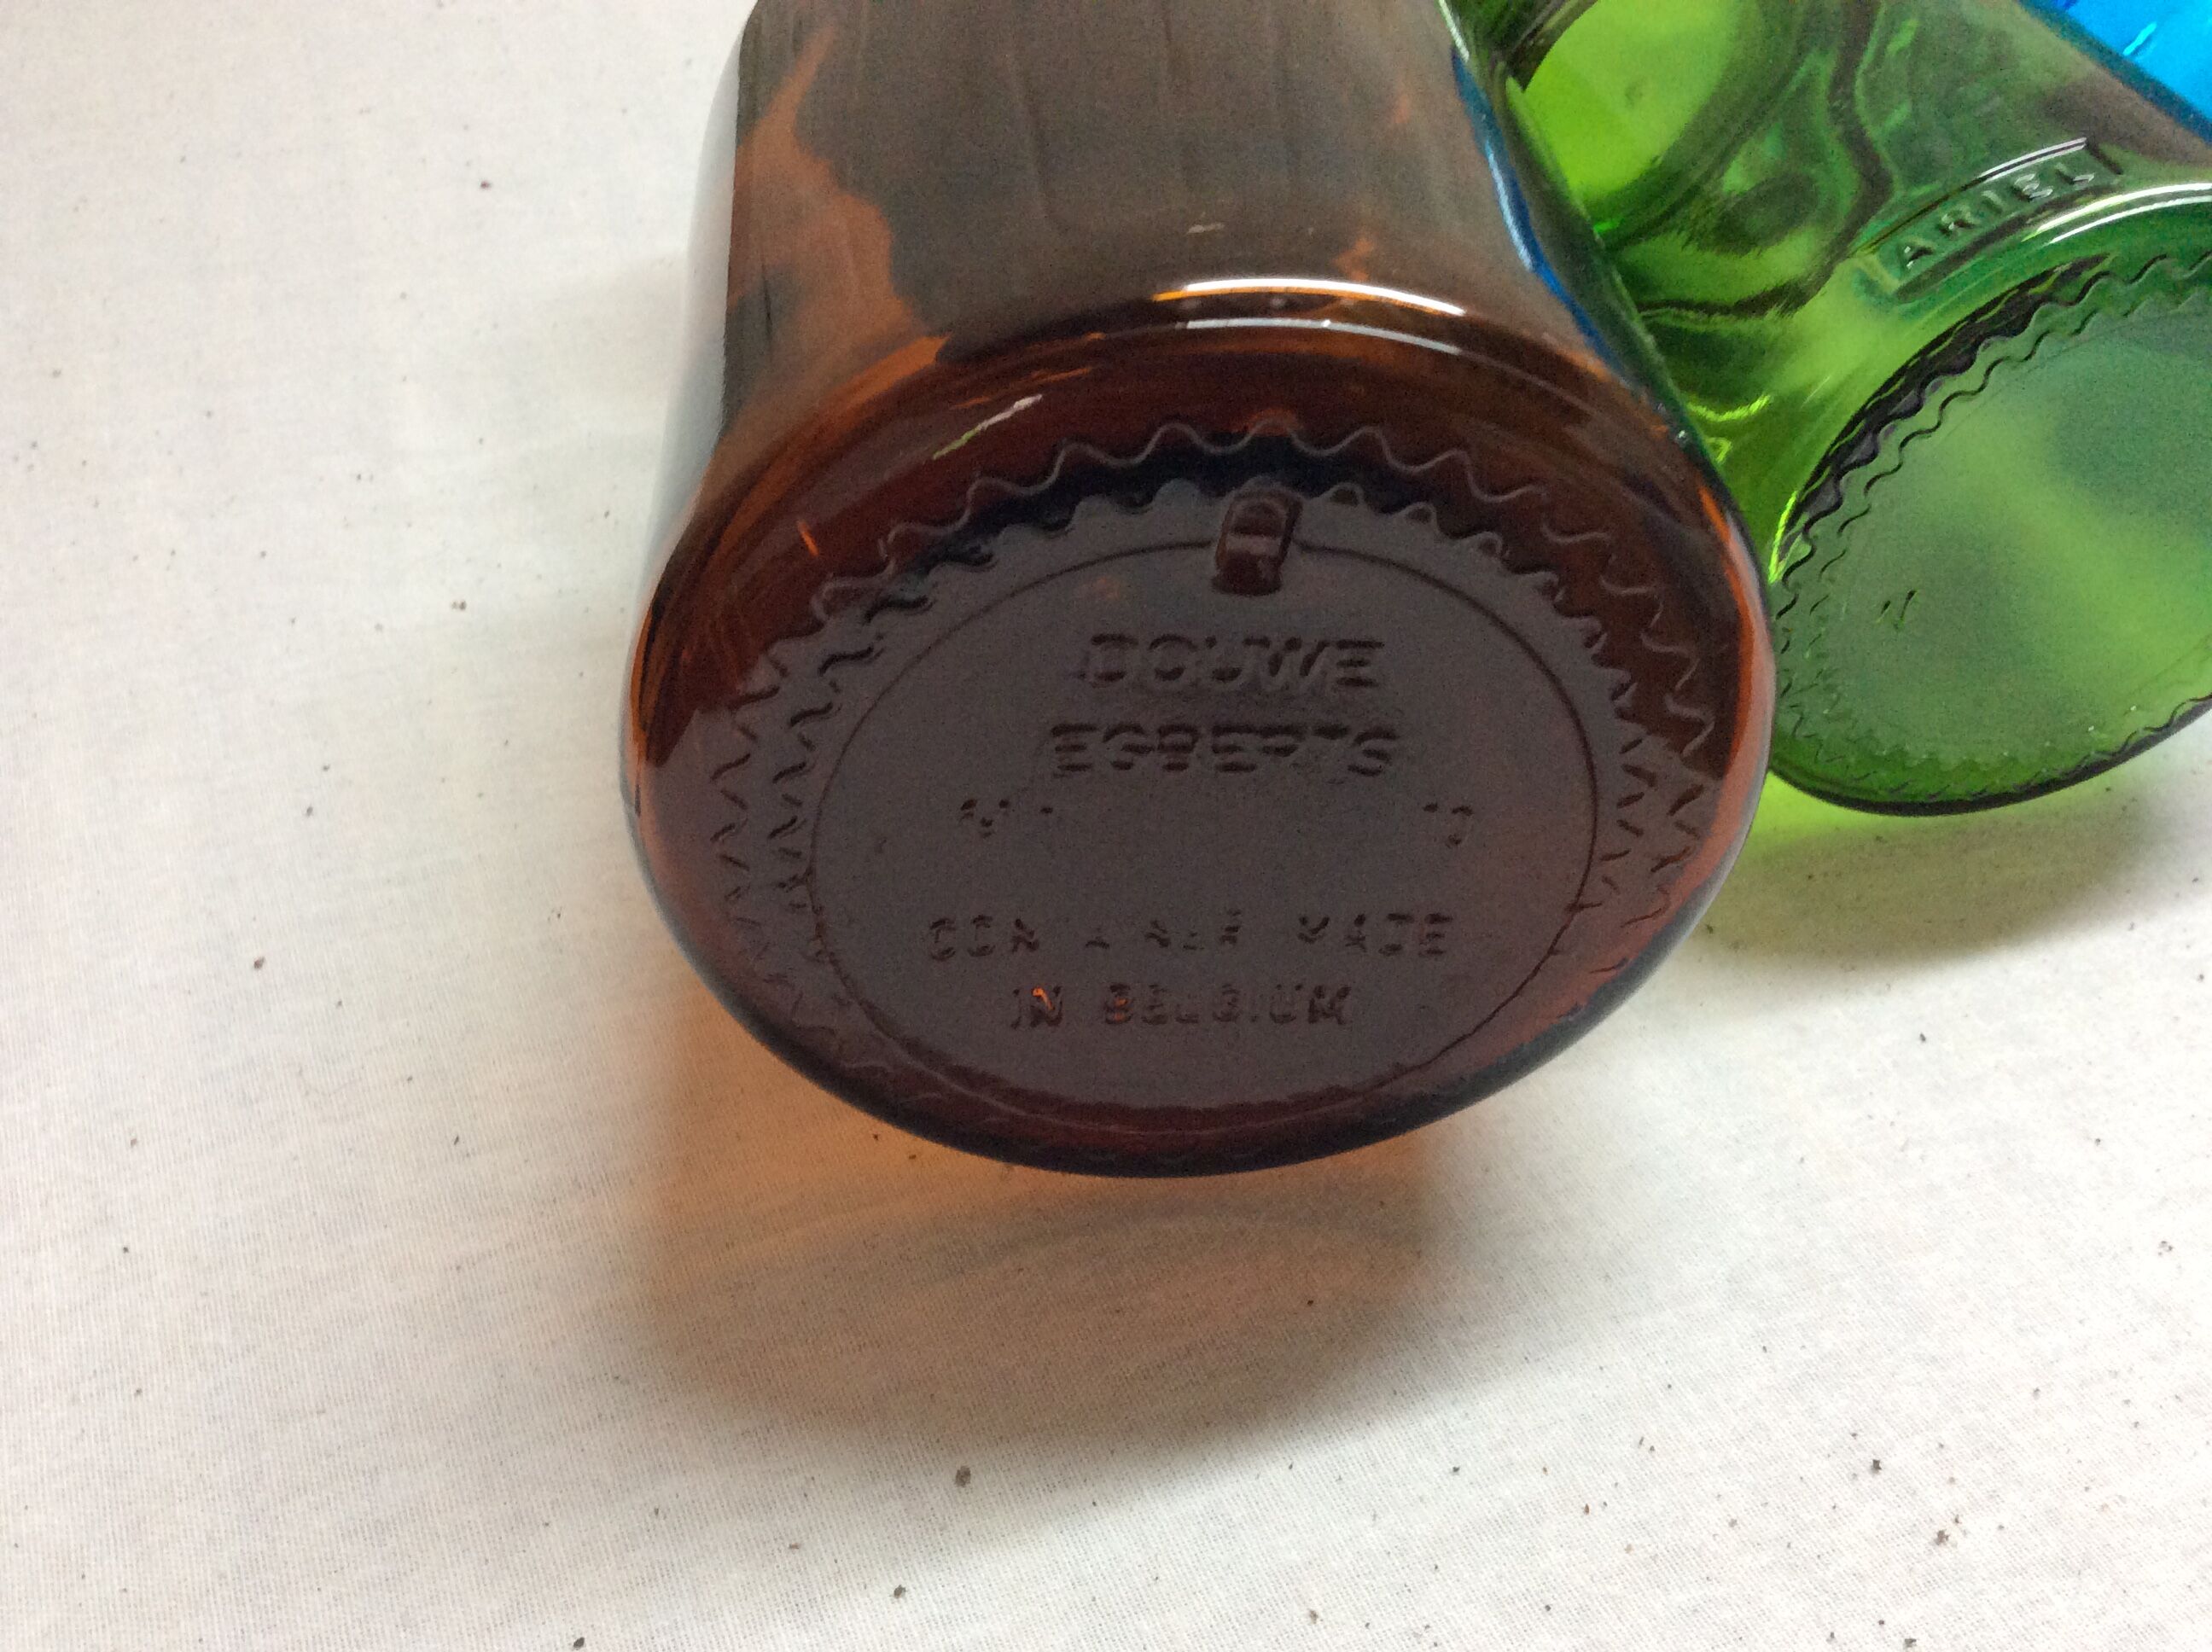 DOUWE
EGBERTS
CONTAINER MADE
IN BELGIUM
ARIEL